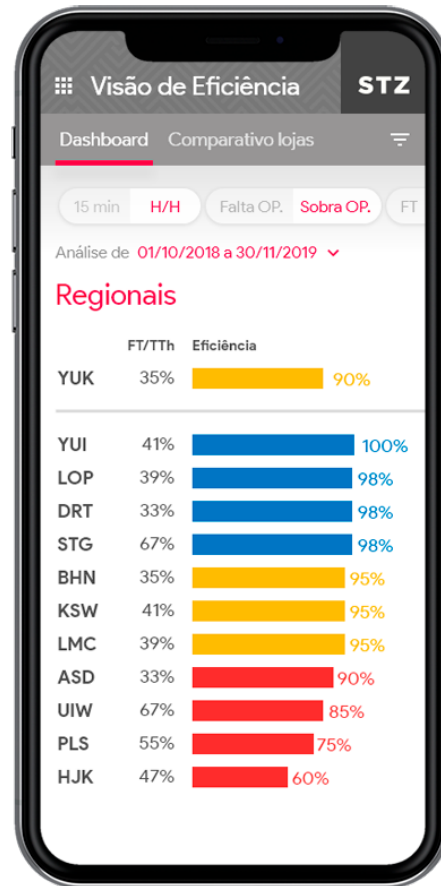 Visão de Eficiência STZ
Dashboard Comparativo lojas
15 min H/H Falta OP. Sobra OP. FT
Análise de 01/10/2018 a 30/11/2019
Regionais
FT/TTh Eficiência
YUK 35% 90%
YUI 41% 100%
LOP 39% 98%
DRT 33% 98%
STG 67% 98%
BHN 35% 95%
KSW 41% 95%
LMC 39% 95%
ASD 33% 90%
UIW 67% 85%
PLS 55% 75%
HJK 47% 60%